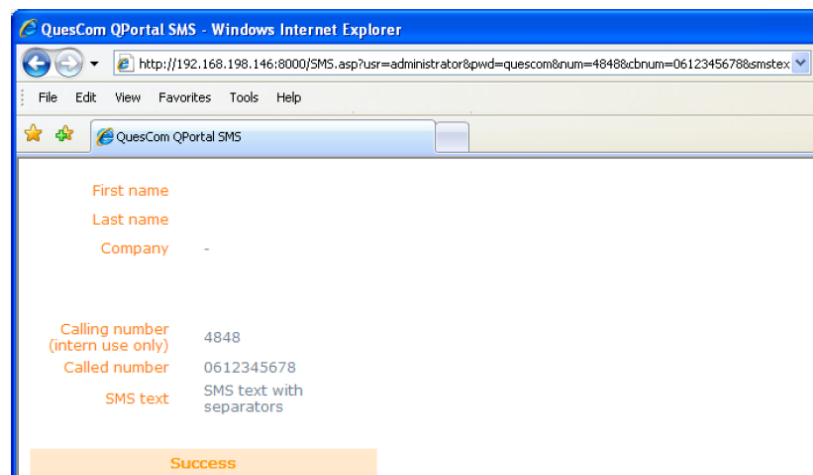 QuesCom QPortal SMS - Windows Internet Explorer
http://192.168.198.146:8000/SMS.asp?usr=administrator&pwd=quescom&num=4848&cbnum=0612345678&smstex
File Edit View Favorites Tools Help
QuesCom QPortal SMS
First name
Last name
Company -
Calling number
(intern use only) 4848
Called number 0612345678
SMS text SMS text with
separators
Success